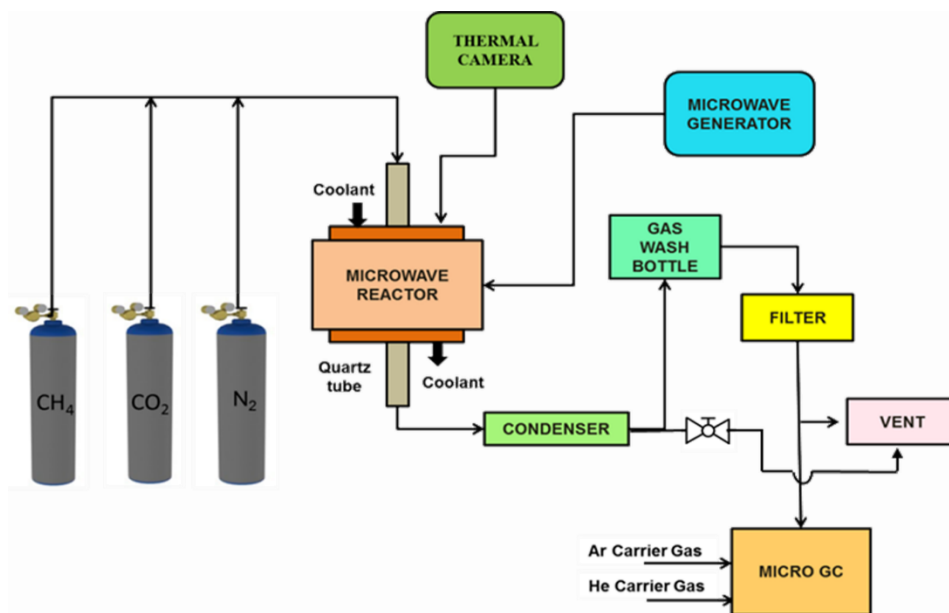 THERMAL
CAMERA
MICROWAVE
GENERATOR
Coolant
GAS
WASH
BOTTLE
MICROWAVE
REACTOR
FILTER
CH₄
CO₂
N₂
Quartz
tube
Coolant
CONDENSER
VENT
Ar Carrier Gas
He Carrier Gas
MICRO GC